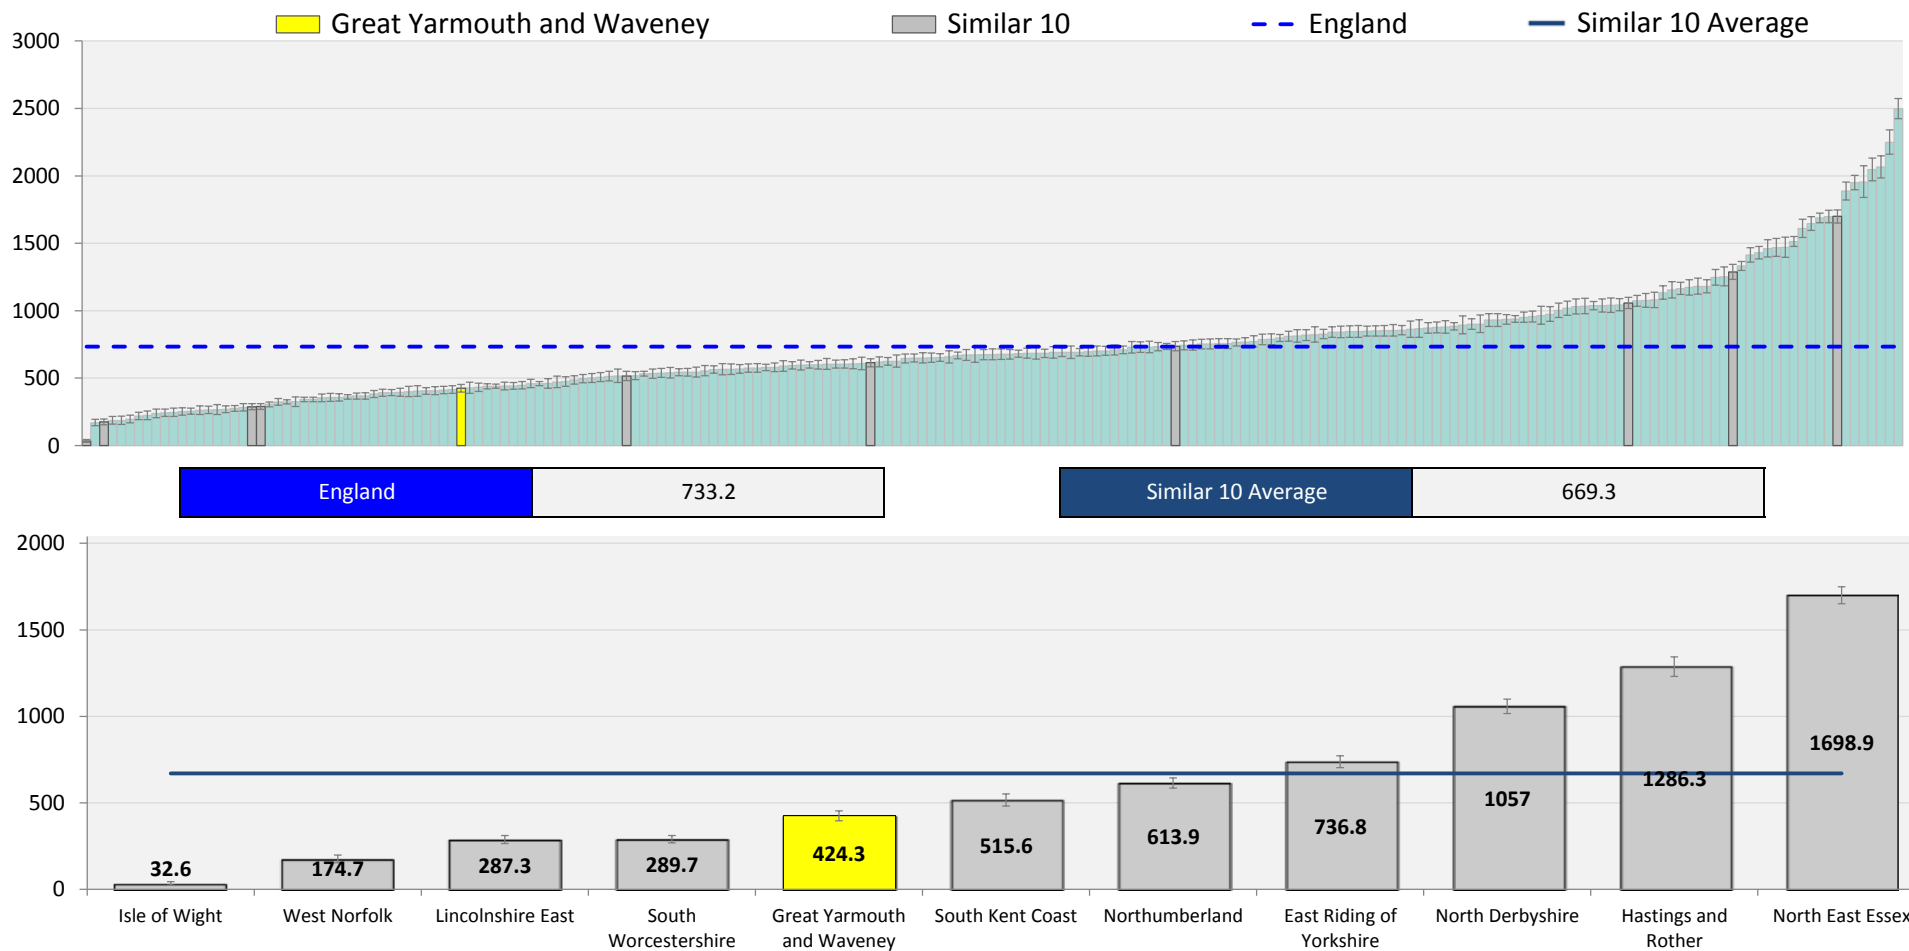 Great Yarmouth and Waveney Similar 10 England Similar 10 Average
3000
2500
2000
1500
1000
500
0
England 733.2 Similar 10 Average 669.3
2000
1500
1000
500
0
32.6 174.7 287.3 289.7 424.3 515.6 613.9 736.8 1057 1286.3 1698.9
Isle of Wight West Norfolk Lincolnshire East South Great Yarmouth South Kent Coast Northumberland East Riding of North Derbyshire Hastings and North East Essex
Worcestershire and Waveney Yorkshire Rother